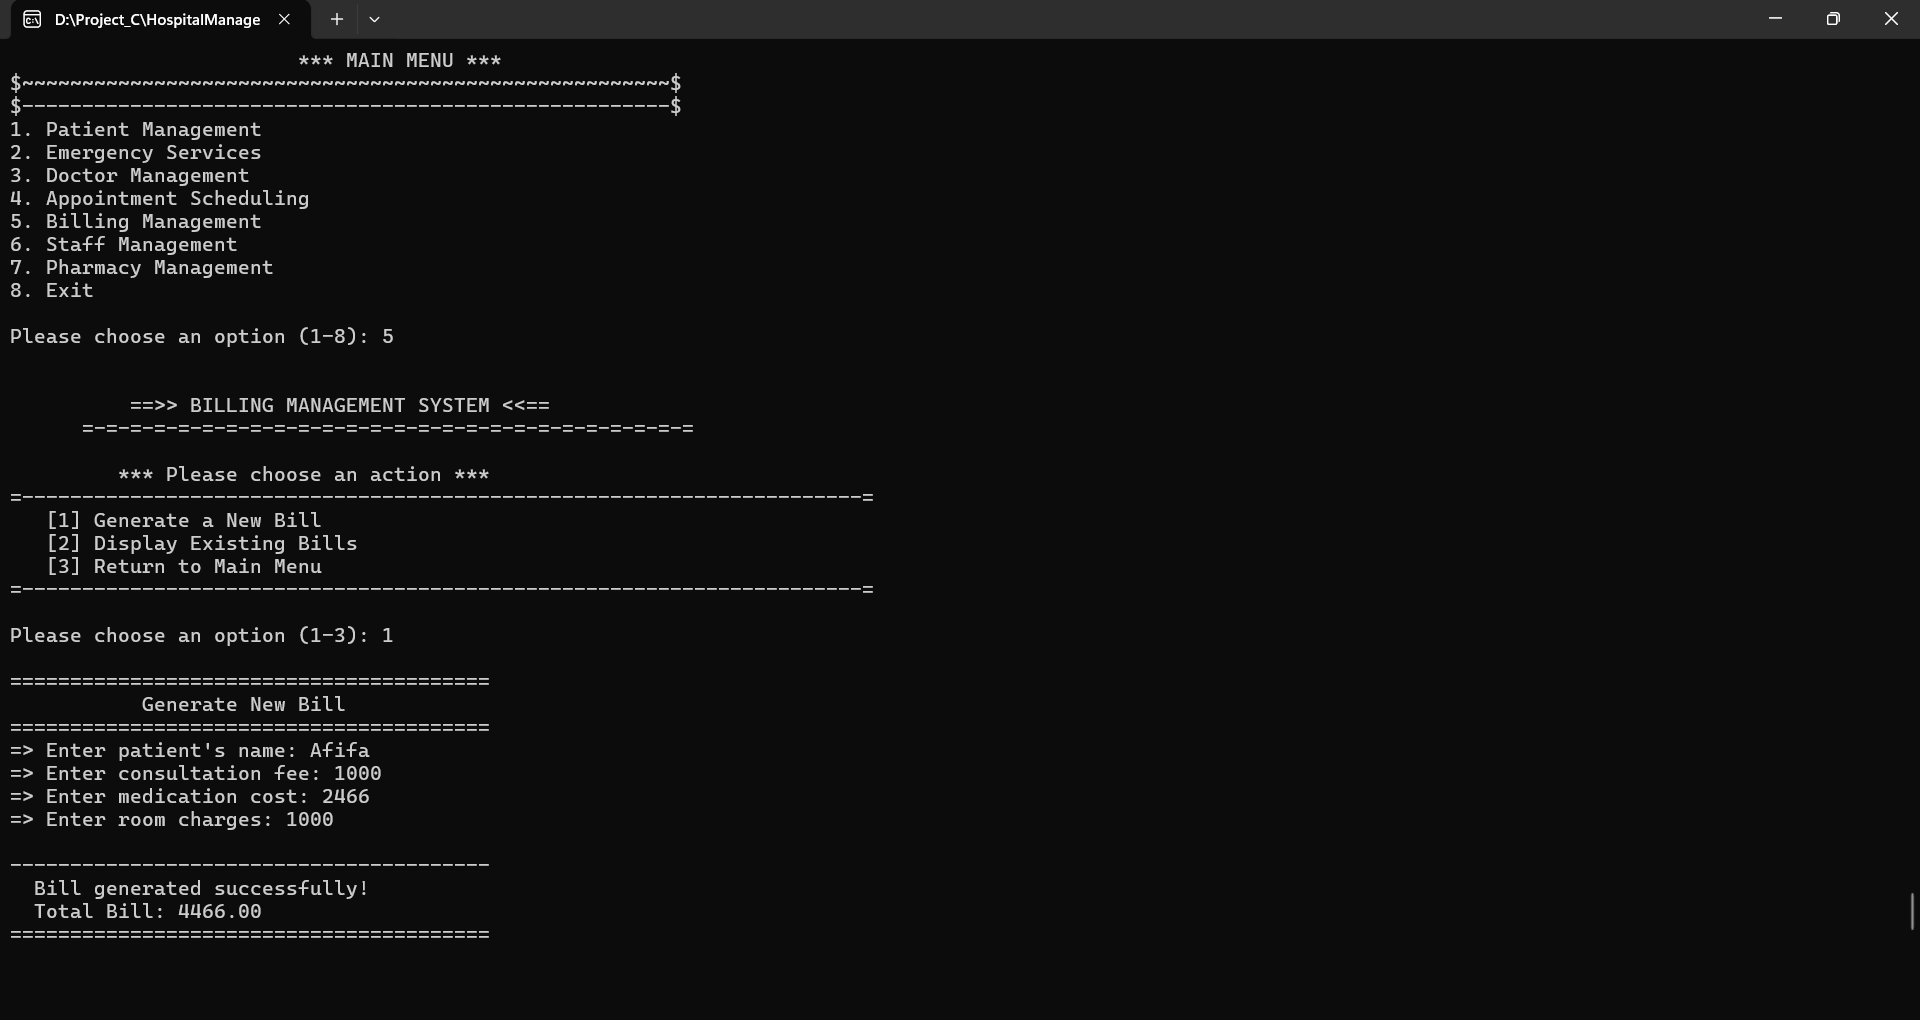 D:\Project_C\HospitalManage
*** MAIN MENU ***
$~~~~~~~~~~~~~~~~~~~~~~~~~~~~~~~~~~~~~~~~~~~~~~~~~~~~~~$
$------------------------------------------------------$
1. Patient Management
2. Emergency Services
3. Doctor Management
4. Appointment Scheduling
5. Billing Management
6. Staff Management
7. Pharmacy Management
8. Exit
Please choose an option (1-8): 5
==>> BILLING MANAGEMENT SYSTEM <<==
=-=-=-=-=-=-=-=-=-=-=-=-=-=-=-=-=-=-=-=-=-=-=-=-=-=
*** Please choose an action ***
=----------------------------------------------------------------------=
[1] Generate a New Bill
[2] Display Existing Bills
[3] Return to Main Menu
=----------------------------------------------------------------------=
Please choose an option (1-3): 1
========================================
Generate New Bill
========================================
=> Enter patient's name: Afifa
=> Enter consultation fee: 1000
=> Enter medication cost: 2466
=> Enter room charges: 1000
----------------------------------------
Bill generated successfully!
Total Bill: 4466.00
========================================